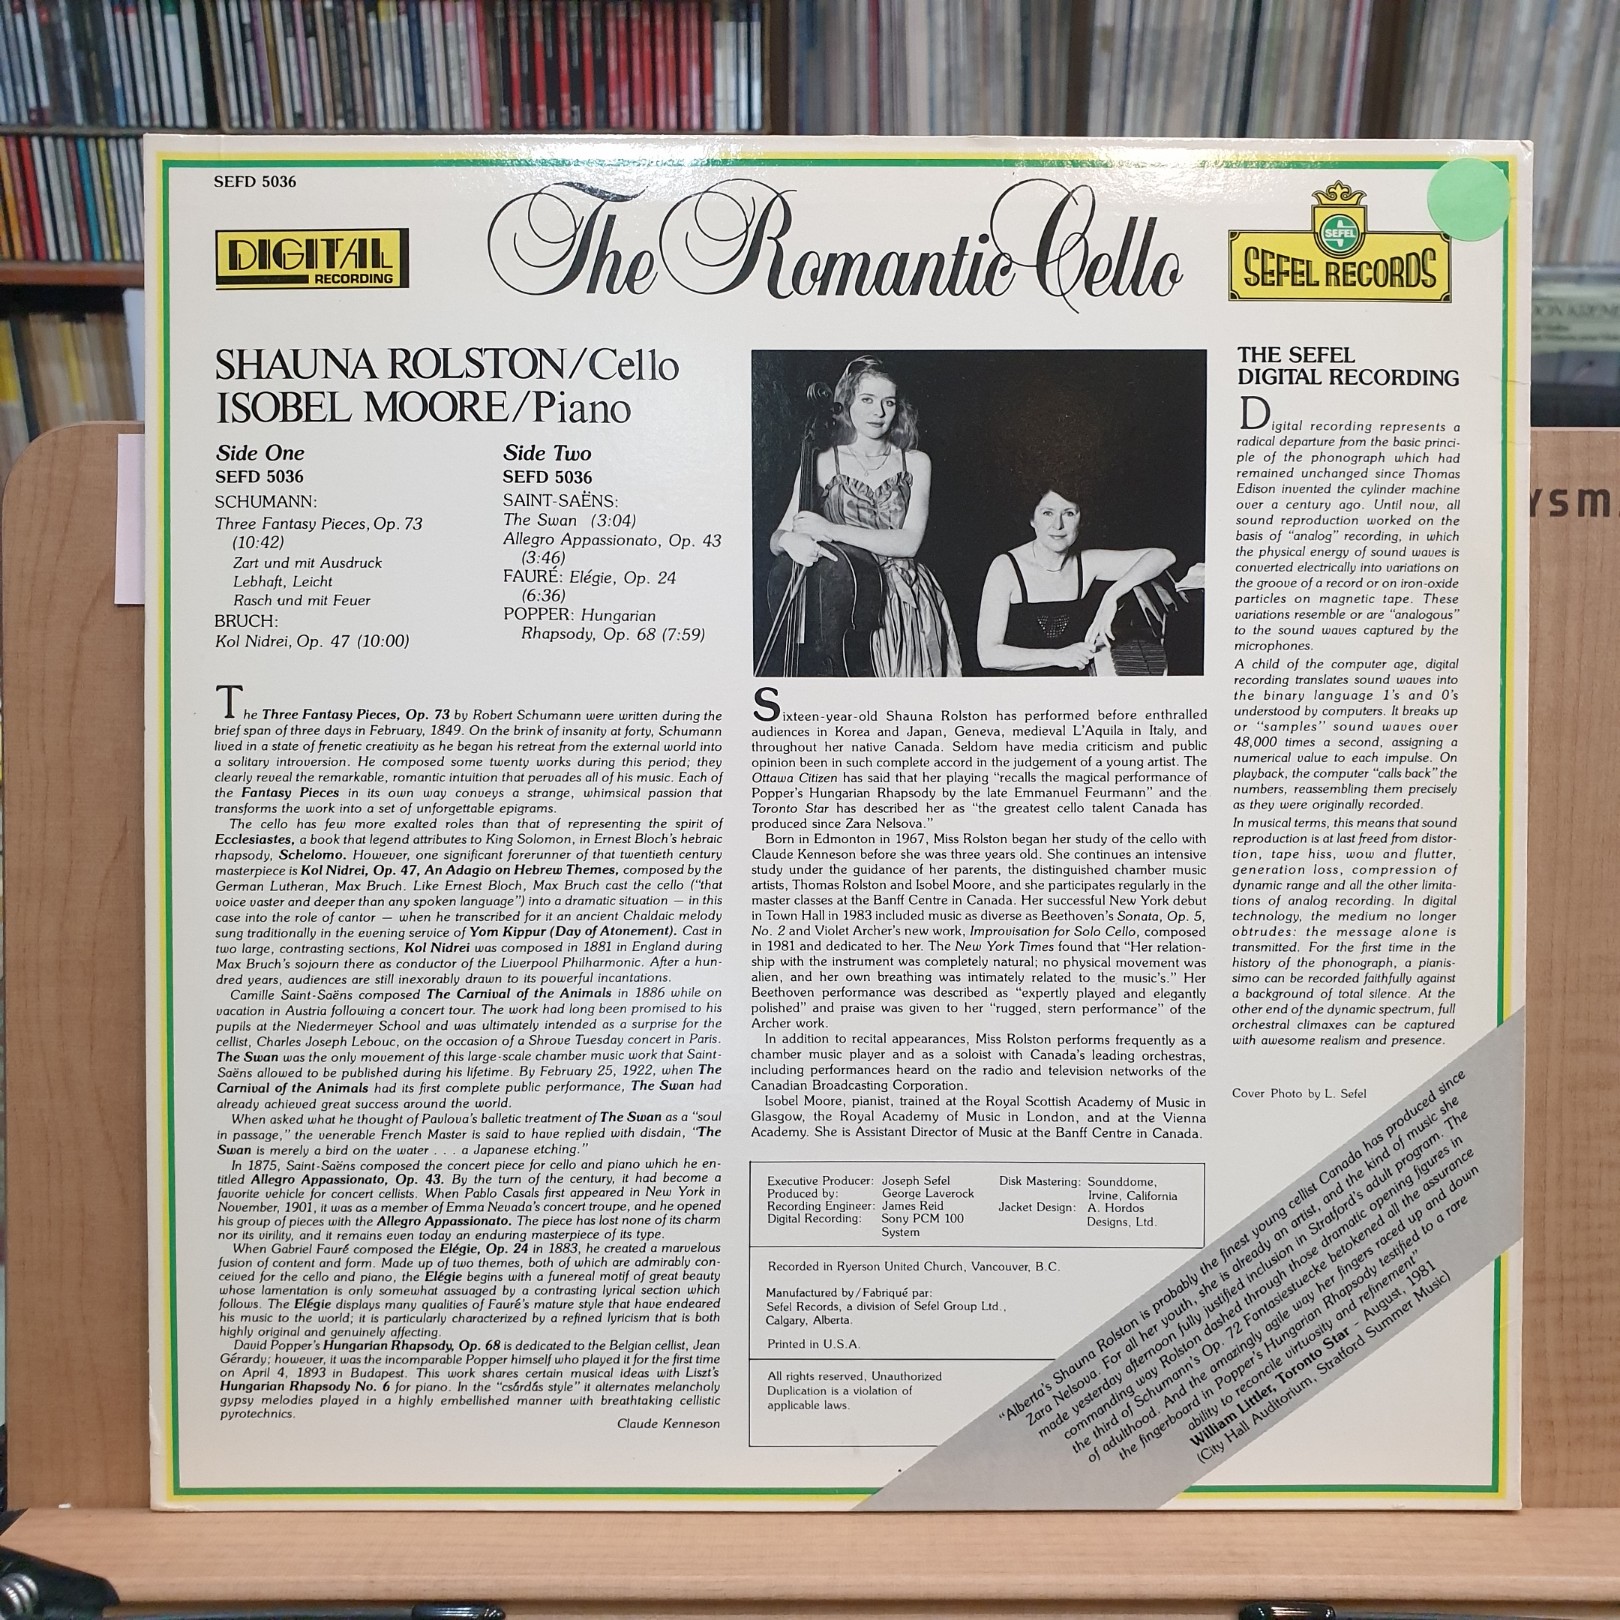 SEFD 5036
DIGITAL
RECORDING
The Romantic Cello
SEFEL
SEFEL RECORDS
SHAUNA ROLSTON/Cello
ISOBEL MOORE/Piano
Side One
SEFD 5036
SCHUMANN:
Three Fantasy Pieces, Op. 73
(10:42)
Zart und mit Ausdruck
Lebhaft, Leicht
Rasch und mit Feuer
BRUCH:
Kol Nidrei, Op. 47 (10:00)
Side Two
SEFD 5036
SAINT-SAËNS:
The Swan (3:04)
Allegro Appassionato, Op. 43
(3:46)
FAURÉ: Elégie, Op. 24
(6:36)
POPPER: Hungarian
Rhapsody, Op. 68 (7:59)
The Three Fantasy Pieces, Op. 73 by Robert Schumann were written during the
brief span of three days in February, 1849. On the brink of insanity at forty, Schumann
lived in a state of frenetic creativity as he began his retreat from the external world into
a solitary introversion. He composed some twenty works during this period; they
clearly reveal the remarkable, romantic intuition that pervades all of his music. Each of
the Fantasy Pieces in its own way conveys a strange, whimsical passion that
transforms the work into a set of unforgettable epigrams.
The cello has few more exalted roles than that of representing the spirit of
Ecclesiastes, a book that legend attributes to King Solomon, in Ernest Bloch's hebraic
rhapsody, Schelomo. However, one significant forerunner of that twentieth century
masterpiece is Kol Nidrei, Op. 47, An Adagio on Hebrew Themes, composed by the
German Lutheran, Max Bruch. Like Ernest Bloch, Max Bruch cast the cello ("that
voice vaster and deeper than any spoken language") into a dramatic situation — in this
case into the role of cantor — when he transcribed for it an ancient Chaldaic melody
sung traditionally in the evening service of Yom Kippur (Day of Atonement). Cast in
two large, contrasting sections, Kol Nidrei was composed in 1881 in England during
Max Bruch's sojourn there as conductor of the Liverpool Philharmonic. After a hun-
dred years, audiences are still inexorably drawn to its powerful incantations.
Camille Saint-Saëns composed The Carnival of the Animals in 1886 while on
vacation in Austria following a concert tour. The work had long been promised to his
pupils at the Niedermeyer School and was ultimately intended as a surprise for the
cellist, Charles Joseph Lebouc, on the occasion of a Shrove Tuesday concert in Paris.
The Swan was the only movement of this large-scale chamber music work that Saint-
Saëns allowed to be published during his lifetime. By February 25, 1922, when The
Carnival of the Animals had its first complete public performance, The Swan had
already achieved great success around the world.
When asked what he thought of Pavlova's balletic treatment of The Swan as a "soul
in passage," the venerable French Master is said to have replied with disdain, "The
Swan is merely a bird on the water . . . a Japanese etching."
In 1875, Saint-Saëns composed the concert piece for cello and piano which he en-
titled Allegro Appassionato, Op. 43. By the turn of the century, it had become a
favorite vehicle for concert cellists. When Pablo Casals first appeared in New York in
November, 1901, it was as a member of Emma Nevada's concert troupe, and he opened
his group of pieces with the Allegro Appassionato. The piece has lost none of its charm
nor its virility, and it remains even today an enduring masterpiece of its type.
When Gabriel Fauré composed the Elégie, Op. 24 in 1883, he created a marvelous
fusion of content and form. Made up of two themes, both of which are admirably con-
ceived for the cello and piano, the Elégie begins with a funereal motif of great beauty
whose lamentation is only somewhat assuaged by a contrasting lyrical section which
follows. The Elégie displays many qualities of Fauré's mature style that have endeared
his music to the world; it is particularly characterized by a refined lyricism that is both
highly original and genuinely affecting.
David Popper's Hungarian Rhapsody, Op. 68 is dedicated to the Belgian cellist, Jean
Gérardy; however, it was the incomparable Popper himself who played it for the first time
on April 4, 1893 in Budapest. This work shares certain musical ideas with Liszt's
Hungarian Rhapsody No. 6 for piano. In the "csárdás style" it alternates melancholy
gypsy melodies played in a highly embellished manner with breathtaking cellistic
pyrotechnics.
Claude Kenneson
Sixteen-year-old Shauna Rolston has performed before enthralled
audiences in Korea and Japan, Geneva, medieval L'Aquila in Italy, and
throughout her native Canada. Seldom have media criticism and public
opinion been in such complete accord in the judgement of a young artist. The
Ottawa Citizen has said that her playing "recalls the magical performance of
Popper's Hungarian Rhapsody by the late Emmanuel Feurmann" and the
Toronto Star has described her as "the greatest cello talent Canada has
produced since Zara Nelsova."
Born in Edmonton in 1967, Miss Rolston began her study of the cello with
Claude Kenneson before she was three years old. She continues an intensive
study under the guidance of her parents, the distinguished chamber music
artists, Thomas Rolston and Isobel Moore, and she participates regularly in the
master classes at the Banff Centre in Canada. Her successful New York debut
in Town Hall in 1983 included music as diverse as Beethoven's Sonata, Op. 5,
No. 2 and Violet Archer's new work, Improvisation for Solo Cello, composed
in 1981 and dedicated to her. The New York Times found that "Her relation-
ship with the instrument was completely natural; no physical movement was
alien, and her own breathing was intimately related to the music's." Her
Beethoven performance was described as "expertly played and elegantly
polished" and praise was given to her "rugged, stern performance" of the
Archer work.
In addition to recital appearances, Miss Rolston performs frequently as a
chamber music player and as a soloist with Canada's leading orchestras,
including performances heard on the radio and television networks of the
Canadian Broadcasting Corporation.
Isobel Moore, pianist, trained at the Royal Scottish Academy of Music in
Glasgow, the Royal Academy of Music in London, and at the Vienna
Academy. She is Assistant Director of Music at the Banff Centre in Canada.
Executive Producer: Joseph Sefel
Produced by: George Laverock
Recording Engineer: James Reid
Digital Recording: Sony PCM 100
System
Disk Mastering: Sounddome,
Irvine, California
Jacket Design: A. Hordos
Designs, Ltd.
Recorded in Ryerson United Church, Vancouver, B.C.
Manufactured by/Fabriqué par:
Sefel Records, a division of Sefel Group Ltd.,
Calgary, Alberta.
Printed in U.S.A.
All rights reserved, Unauthorized
Duplication is a violation of
applicable laws.
THE SEFEL
DIGITAL RECORDING
Digital recording represents a
radical departure from the basic princi-
ple of the phonograph which had
remained unchanged since Thomas
Edison invented the cylinder machine
over a century ago. Until now, all
sound reproduction worked on the
basis of "analog" recording, in which
the physical energy of sound waves is
converted electrically into variations on
the groove of a record or on iron-oxide
particles on magnetic tape. These
variations resemble or are "analogous"
to the sound waves captured by the
microphones.
A child of the computer age, digital
recording translates sound waves into
the binary language 1's and 0's
understood by computers. It breaks up
or "samples" sound waves over
48,000 times a second, assigning a
numerical value to each impulse. On
playback, the computer "calls back" the
numbers, reassembling them precisely
as they were originally recorded.
In musical terms, this means that sound
reproduction is at last freed from distor-
tion, tape hiss, wow and flutter,
generation loss, compression of
dynamic range and all the other limita-
tions of analog recording. In digital
technology, the medium no longer
obtrudes: the message alone is
transmitted. For the first time in the
history of the phonograph, a pianis-
simo can be recorded faithfully against
a background of total silence. At the
other end of the dynamic spectrum, full
orchestral climaxes can be captured
with awesome realism and presence.
Cover Photo by L. Sefel
"Alberta's Shauna Rolston is probably the finest young cellist Canada has produced since
Zara Nelsova. For all her youth, she is already an artist, and the kind of music she
made yesterday afternoon fully justified inclusion in Stratford's adult program. The
commanding way Rolston dashed through those dramatic opening figures in
the third of Schumann's Op. 72 Fantasiestuecke betokened all the assurance
of adulthood. And the amazingly agile way her fingers raced up and down
the fingerboard in Popper's Hungarian Rhapsody testified to a rare
ability to reconcile virtuosity and refinement."
William Littler, Toronto Star - August, 1981
(City Hall Auditorium, Stratford Summer Music)